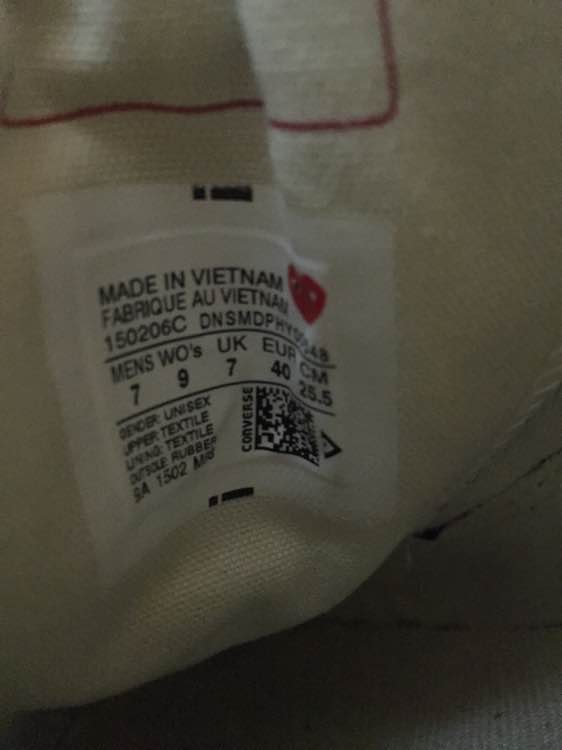 MADE IN VIETNAM
FABRIQUE AU VIETNAM
150206C
MENS WO's UK EUR CM
7 9 7 40 25.5
GENDER: UNISEX
UPPER: TEXTILE
LINING: TEXTILE
OUTSOLE: RUBBER
CONVERSE